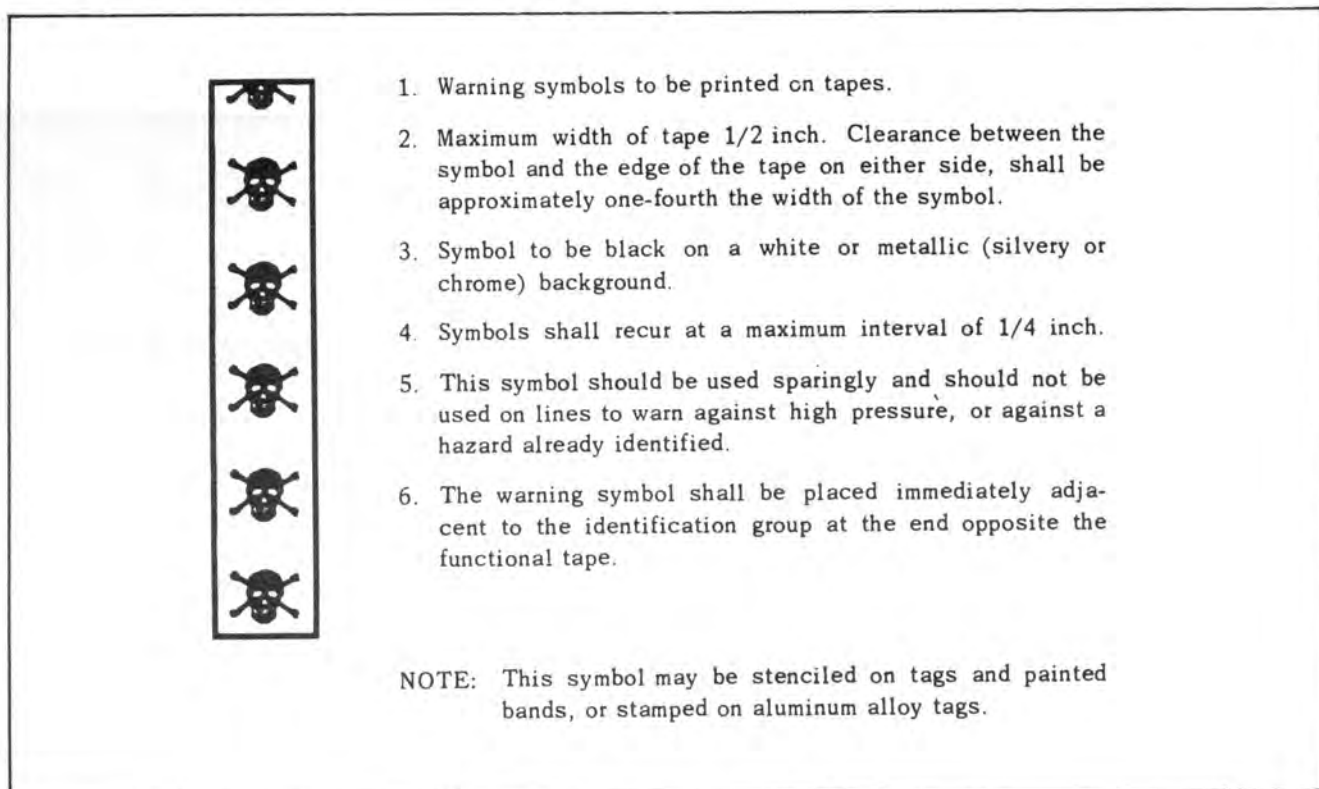 1. Warning symbols to be printed on tapes.
2. Maximum width of tape 1/2 inch. Clearance between the
symbol and the edge of the tape on either side, shall be
approximately one-fourth the width of the symbol.
3. Symbol to be black on a white or metallic (silvery or
chrome) background.
4. Symbols shall recur at a maximum interval of 1/4 inch.
5. This symbol should be used sparingly and should not be
used on lines to warn against high pressure, or against a
hazard already identified.
6. The warning symbol shall be placed immediately adja-
cent to the identification group at the end opposite the
functional tape.
NOTE: This symbol may be stenciled on tags and painted
bands, or stamped on aluminum alloy tags.